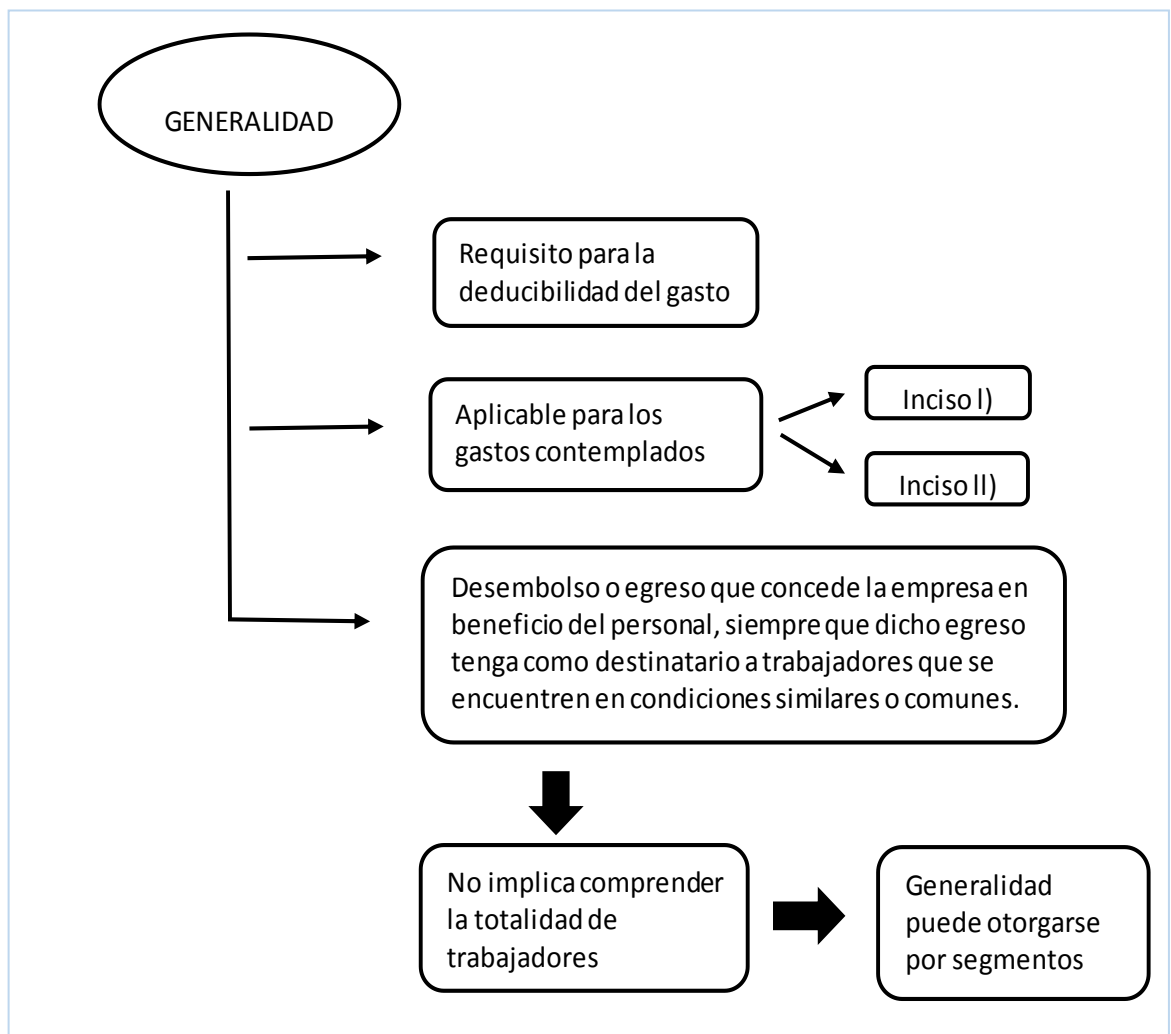 GENERALIDAD
Requisito para la
deducibilidad del gasto
Aplicable para los
gastos contemplados
Inciso l)
Inciso ll)
Desembolso o egreso que concede la empresa en
beneficio del personal, siempre que dicho egreso
tenga como destinatario a trabajadores que se
encuentren en condiciones similares o comunes.
No implica comprender
la totalidad de
trabajadores
Generalidad
puede otorgarse
por segmentos